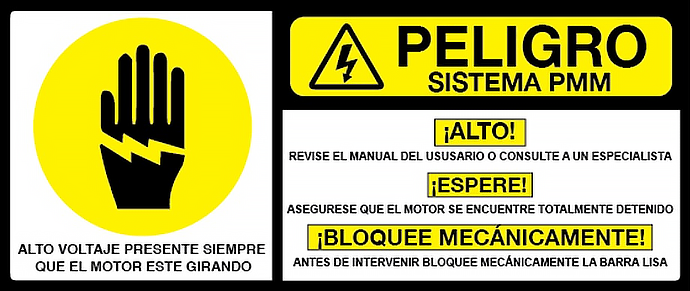 ALTO VOLTAJE PRESENTE SIEMPRE
QUE EL MOTOR ESTE GIRANDO
PELIGRO
SISTEMA PMM
¡ALTO!
REVISE EL MANUAL DEL USUSARIO O CONSULTE A UN ESPECIALISTA
¡ESPERE!
ASEGURESE QUE EL MOTOR SE ENCUENTRE TOTALMENTE DETENIDO
¡BLOQUEE MECÁNICAMENTE!
ANTES DE INTERVENIR BLOQUEE MECÁNICAMENTE LA BARRA LISA